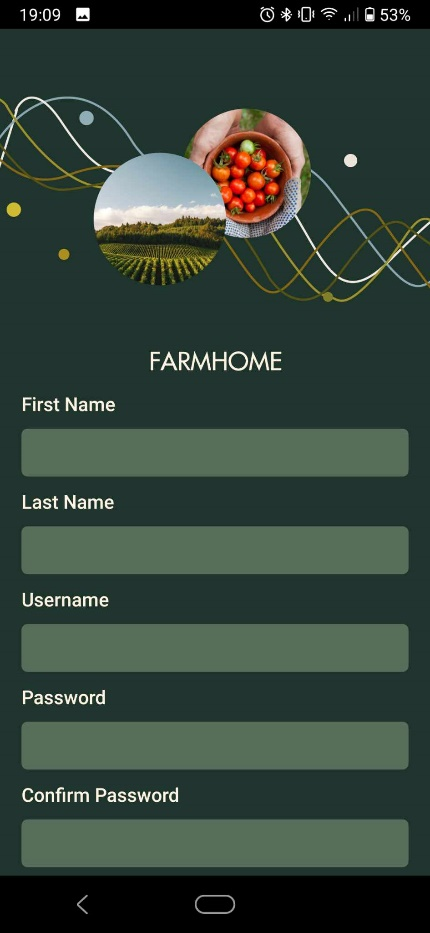 19:09
53%
FARMHOME
First Name
Last Name
Username
Password
Confirm Password